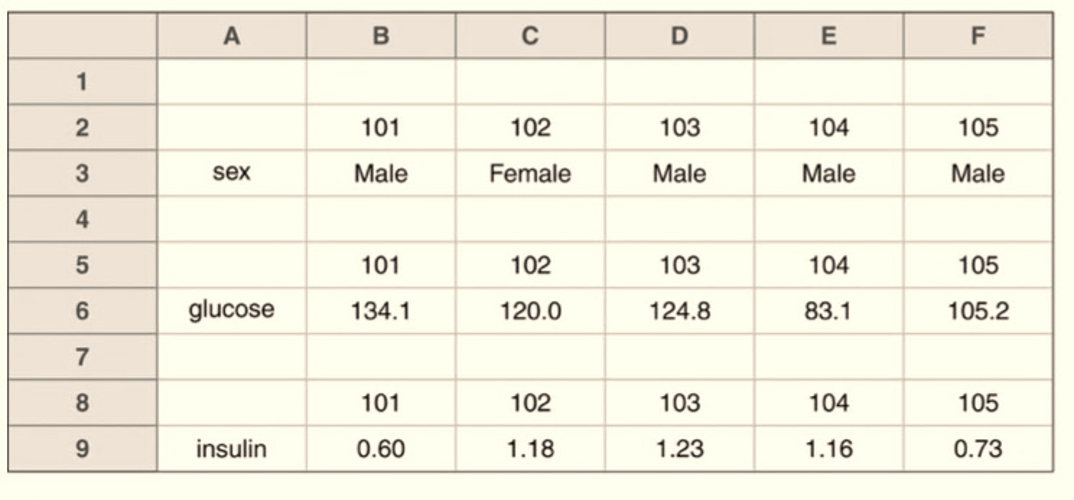 A B C D E F
1
2 101 102 103 104 105
3 sex Male Female Male Male Male
4
5 101 102 103 104 105
6 glucose 134.1 120.0 124.8 83.1 105.2
7
8 101 102 103 104 105
9 insulin 0.60 1.18 1.23 1.16 0.73